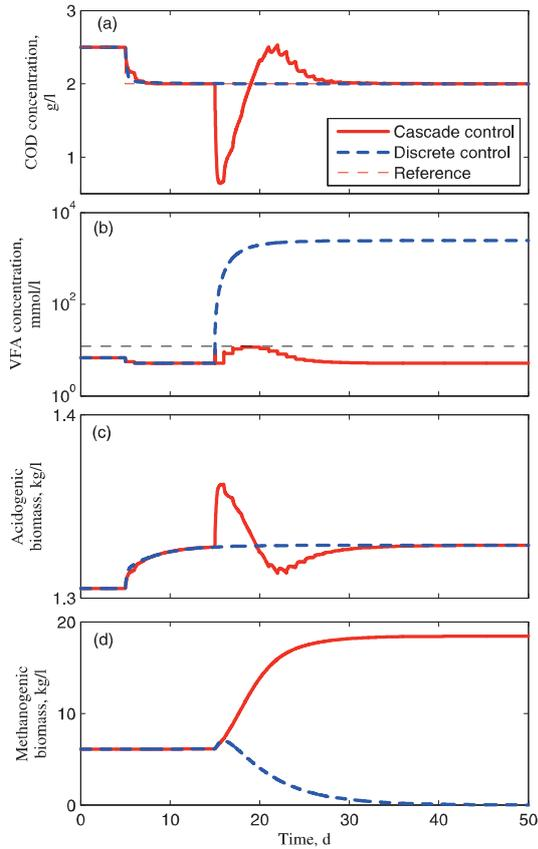 (a)
3
2
1
COD concentration,
g/l
Cascade control
Discrete control
Reference
(b)
10^4
10^2
10^0
VFA concentration,
mmol/l
(c)
1.4
1.3
Acidogenic
biomass, kg/l
(d)
20
10
0
Methanogenic
biomass, kg/l
0 10 20 30 40 50
Time, d